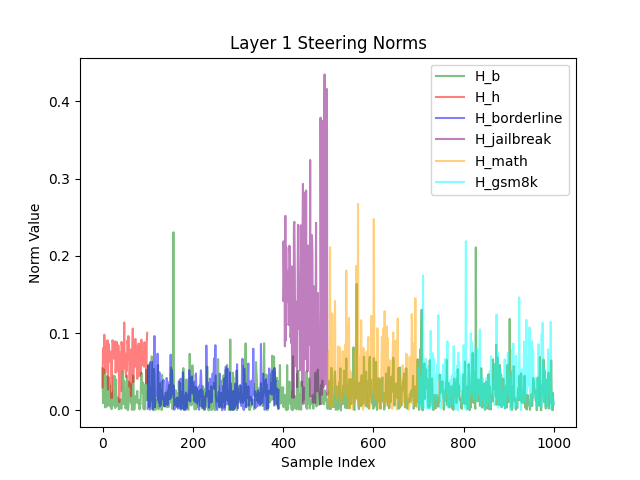 Layer 1 Steering Norms
H_b
H_h
H_borderline
H_jailbreak
H_math
H_gsm8k
Norm Value
0.4
0.3
0.2
0.1
0.0
0
200
400
600
800
1000
Sample Index